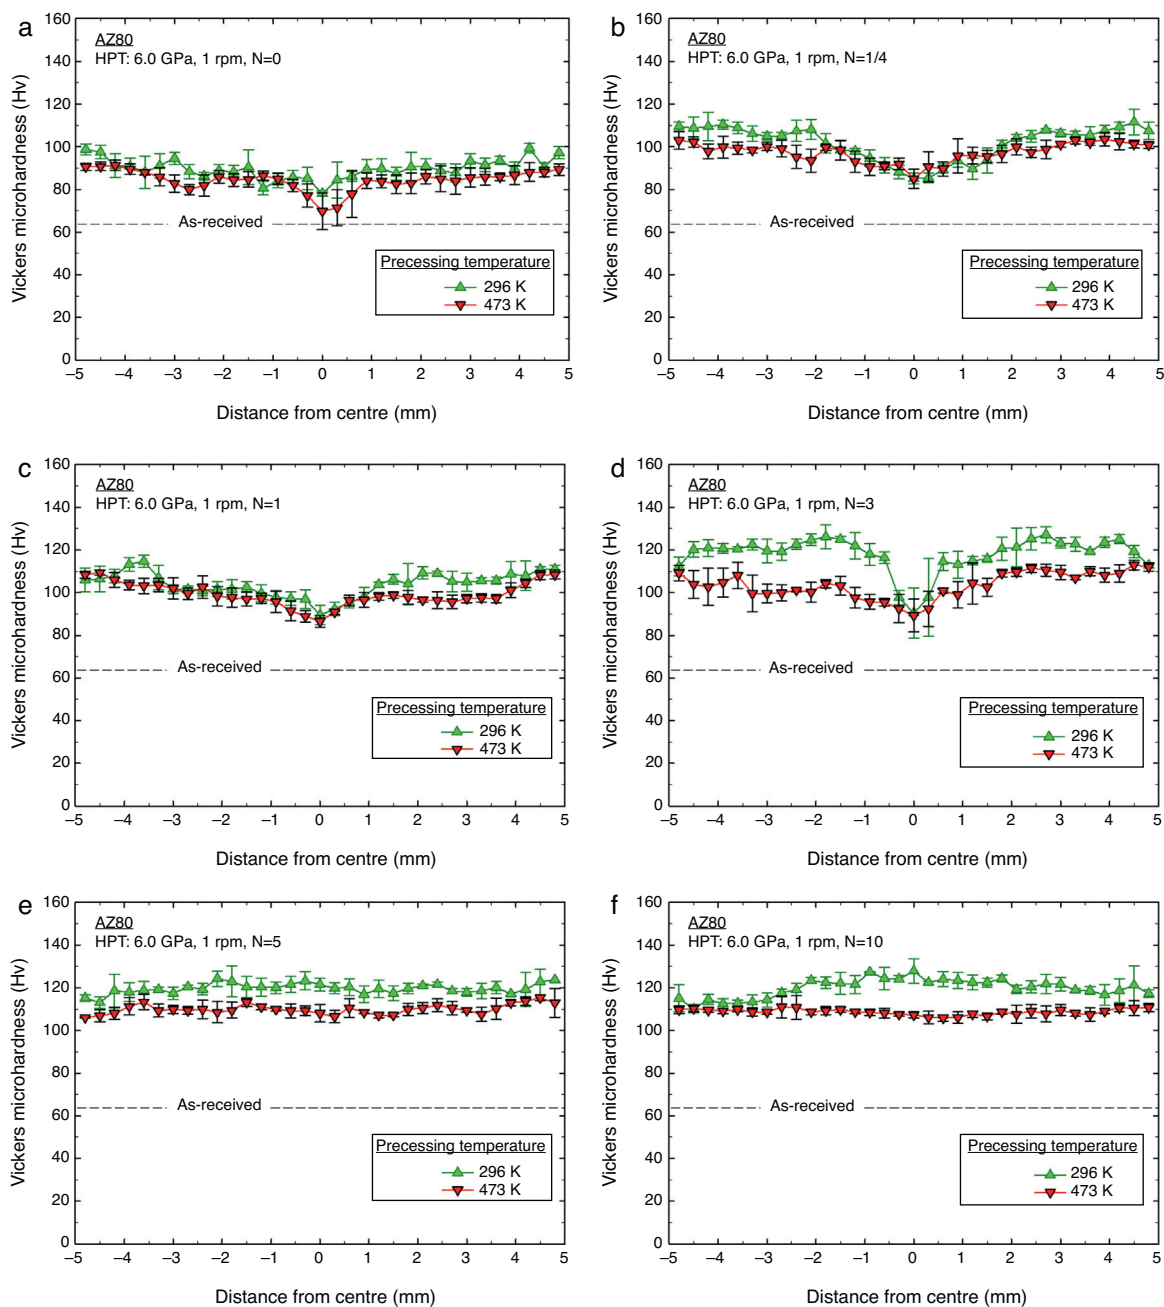 a
AZ80
HPT: 6.0 GPa, 1 rpm, N=0
Vickers microhardness (Hv)
160
140
120
100
80
60
40
20
0
As-received
Precessing temperature
296 K
473 K
–5 –4 –3 –2 –1 0 1 2 3 4 5
Distance from centre (mm)
b
AZ80
HPT: 6.0 GPa, 1 rpm, N=1/4
Vickers microhardness (Hv)
160
140
120
100
80
60
40
20
0
As-received
Precessing temperature
296 K
473 K
–5 –4 –3 –2 –1 0 1 2 3 4 5
Distance from centre (mm)
c
AZ80
HPT: 6.0 GPa, 1 rpm, N=1
Vickers microhardness (Hv)
160
140
120
100
80
60
40
20
0
As-received
Precessing temperature
296 K
473 K
–5 –4 –3 –2 –1 0 1 2 3 4 5
Distance from centre (mm)
d
AZ80
HPT: 6.0 GPa, 1 rpm, N=3
Vickers microhardness (Hv)
160
140
120
100
80
60
40
20
0
As-received
Precessing temperature
296 K
473 K
–5 –4 –3 –2 –1 0 1 2 3 4 5
Distance from centre (mm)
e
AZ80
HPT: 6.0 GPa, 1 rpm, N=5
Vickers microhardness (Hv)
160
140
120
100
80
60
40
20
0
As-received
Precessing temperature
296 K
473 K
–5 –4 –3 –2 –1 0 1 2 3 4 5
Distance from centre (mm)
f
AZ80
HPT: 6.0 GPa, 1 rpm, N=10
Vickers microhardness (Hv)
160
140
120
100
80
60
40
20
0
As-received
Precessing temperature
296 K
473 K
–5 –4 –3 –2 –1 0 1 2 3 4 5
Distance from centre (mm)